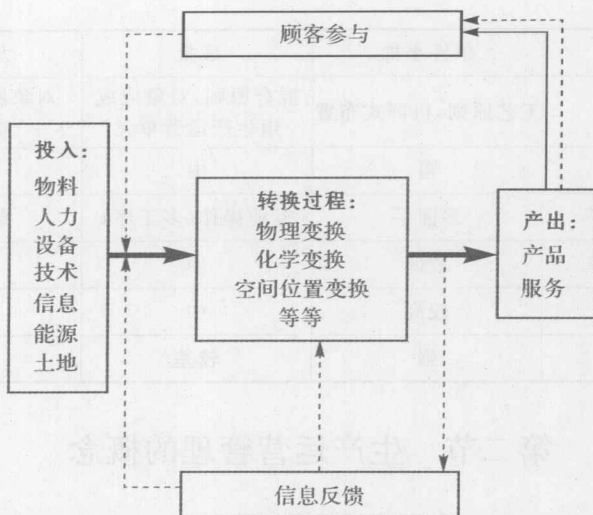 顾客参与
投入：
物料
人力
设备
技术
信息
能源
土地
转换过程：
物理变换
化学变换
空间位置变换
等等
产出：
产品
服务
信息反馈